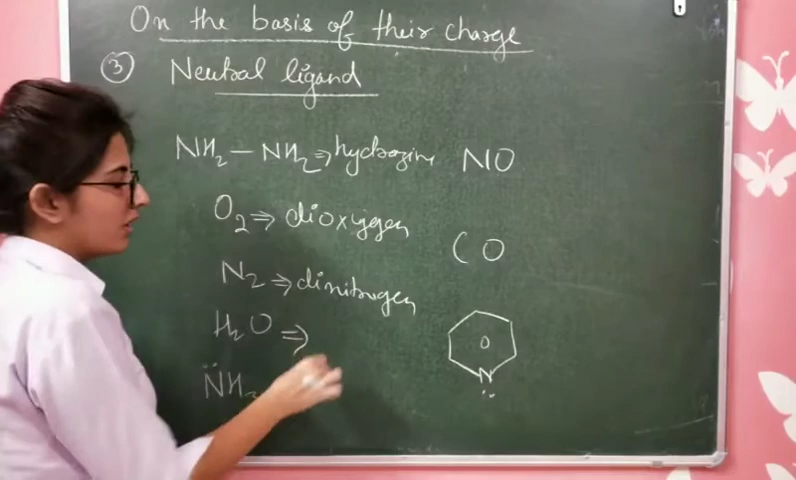 On the basis of their charge
③ Neutral ligand
NH₂ – NH₂ ⇒ hydrazine NO
O₂ ⇒ dioxygen
CO
N₂ ⇒ dinitrogen
H₂O ⇒
N̈H₃
N